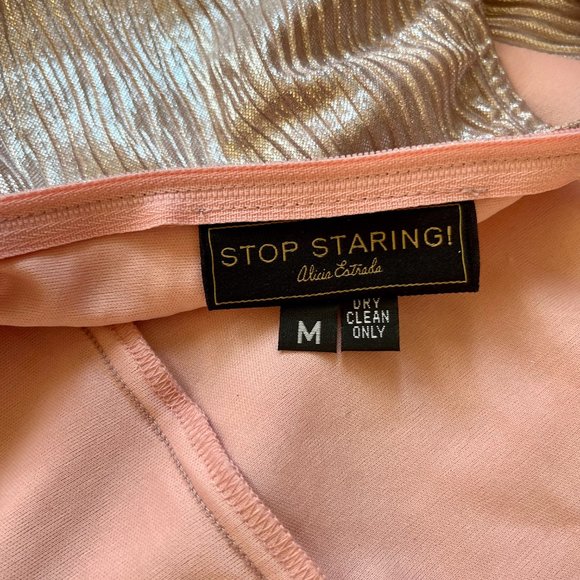 STOP STARING!
Alicia Estrada
M
DRY
CLEAN
ONLY